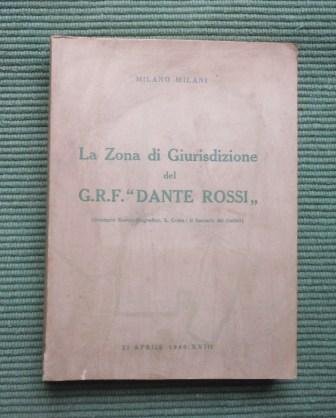 MILANO MILANI
La Zona di Giurisdizione
del
G.R.F. “DANTE ROSSI„
21 APRILE 1940-XVIII